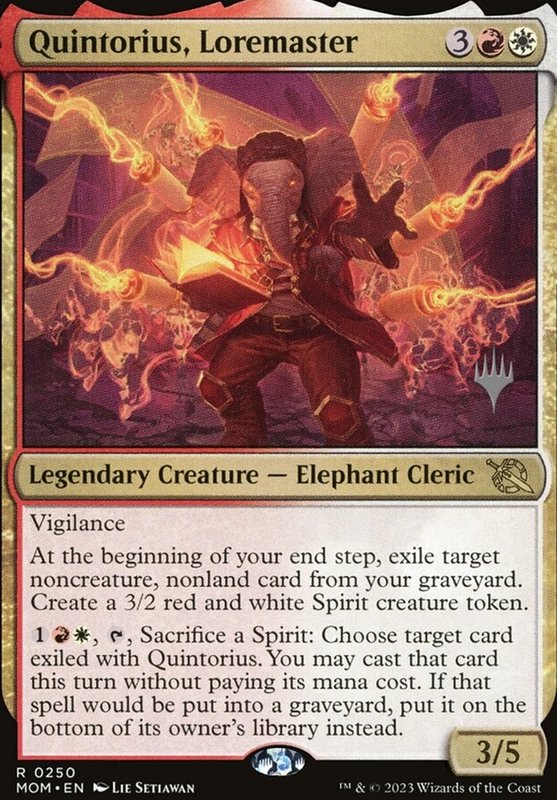 Quintorius, Loremaster 3
Legendary Creature — Elephant Cleric
Vigilance
At the beginning of your end step, exile target
noncreature, nonland card from your graveyard.
Create a 3/2 red and white Spirit creature token.
1 , , Sacrifice a Spirit: Choose target card
exiled with Quintorius. You may cast that card
this turn without paying its mana cost. If that
spell would be put into a graveyard, put it on the
bottom of its owner's library instead.
3/5
R 0250
MOM • EN Lie Setiawan
™ & © 2023 Wizards of the Coast